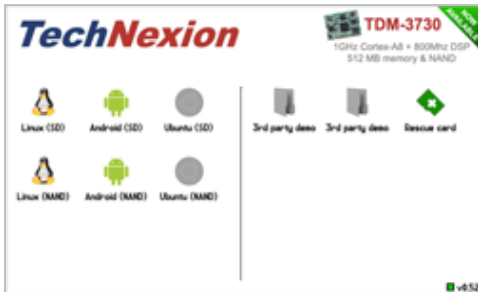 TechNexion
TDM-3730
NOW AVAILABLE
1GHz Cortex-A8 + 800Mhz DSP
512 MB memory & NAND
Linux (SD) Android (SD) Ubuntu (SD)
3rd party demo 3rd party demo Rescue card
Linux (NAND) Android (NAND) Ubuntu (NAND)
v0.52